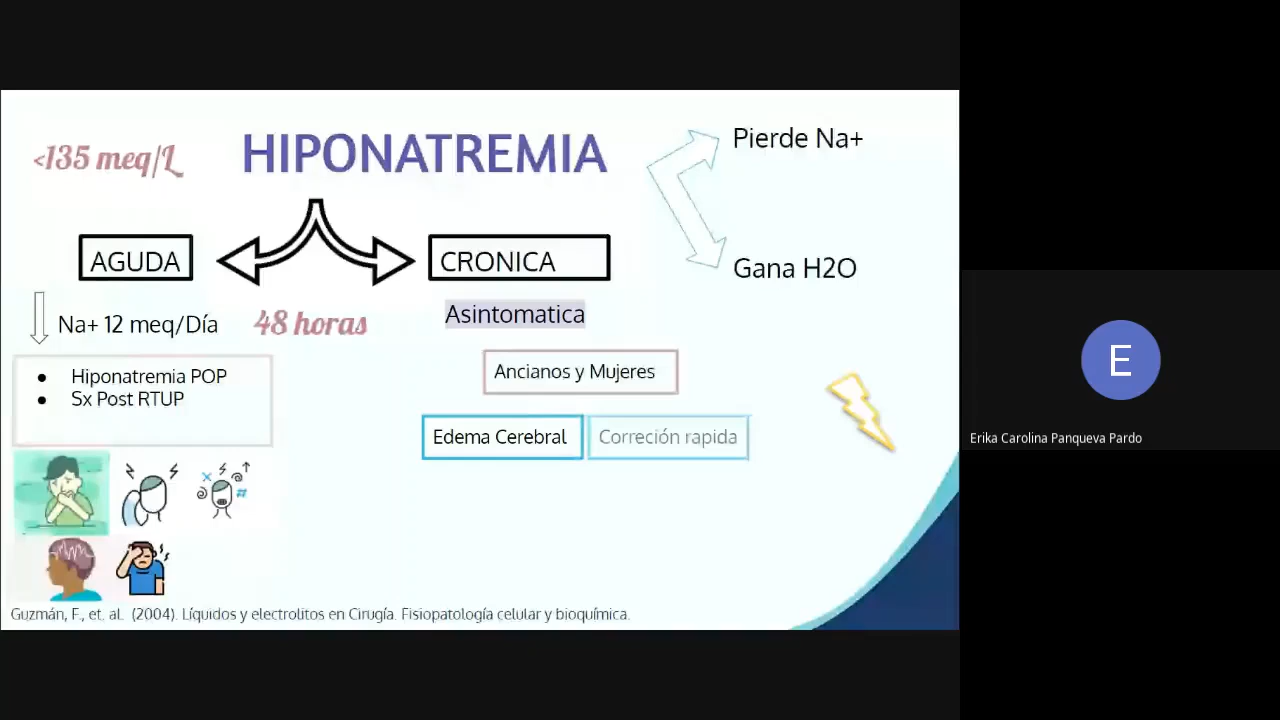 <135 meq/L
HIPONATREMIA
Pierde Na+
Gana H2O
AGUDA
CRONICA
Na+ 12 meq/Día
48 horas
Asintomatica
● Hiponatremia POP
● Sx Post RTUP
Ancianos y Mujeres
Edema Cerebral
Correción rapida
Guzmán, F., et. al. (2004). Líquidos y electrolitos en Cirugía. Fisiopatología celular y bioquímica.
E
Erika Carolina Panqueva Pardo